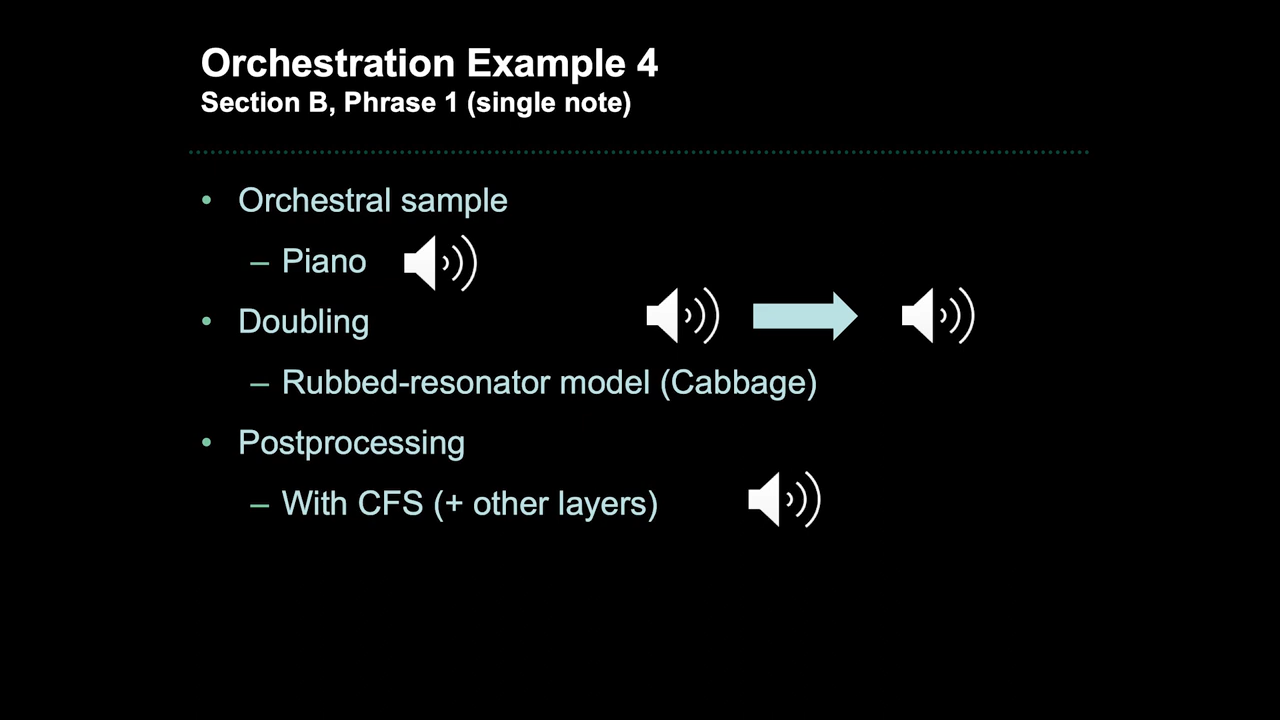 Orchestration Example 4
Section B, Phrase 1 (single note)
• Orchestral sample
– Piano
• Doubling
– Rubbed-resonator model (Cabbage)
• Postprocessing
– With CFS (+ other layers)